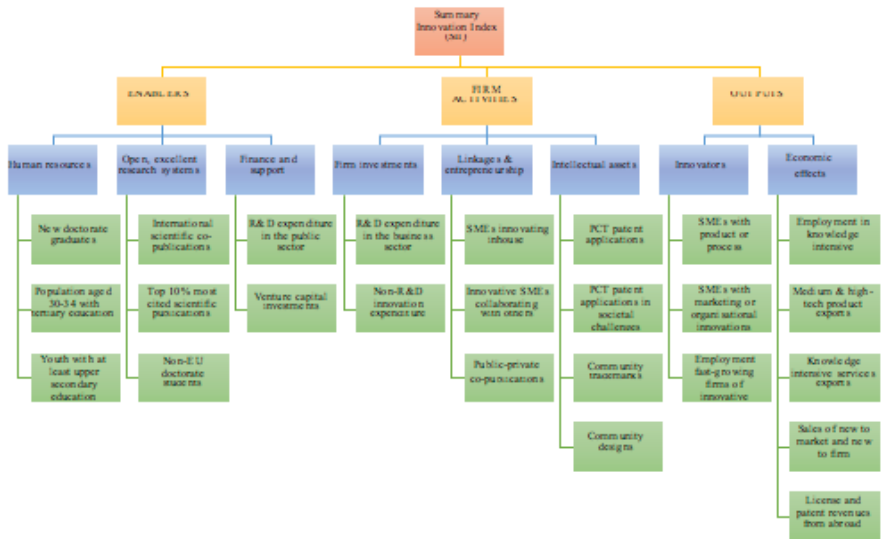 Summary
Innovation Index
(SII)
ENABLERS
FIRM
ACTIVITIES
OUTPUTS
Human resources
Open, excellent
research systems
Finance and
support
Firm investments
Linkages &
entrepreneurship
Intellectual assets
Innovators
Economic
effects
New doctorate
graduates
Population aged
30-34 with
tertiary education
Youth with at
least upper
secondary
education
International
scientific co-
publications
Top 10% most
cited scientific
publications
Non-EU
doctorate
students
R&D expenditure
in the public
sector
Venture capital
investments
R&D expenditure
in the business
sector
Non-R&D
innovation
expenditure
SMEs innovating
inhouse
Innovative SMEs
collaborating
with others
Public-private
co-publications
PCT patent
applications
PCT patent
applications in
societal
challenges
Community
trademarks
Community
designs
SMEs with
product or
process
SMEs with
marketing or
organisational
innovations
Employment
fast-growing
firms of
innovative
Employment in
knowledge
intensive
Medium & high-
tech product
exports
Knowledge
intensive services
exports
Sales of new to
market and new
to firm
License and
patent revenues
from abroad